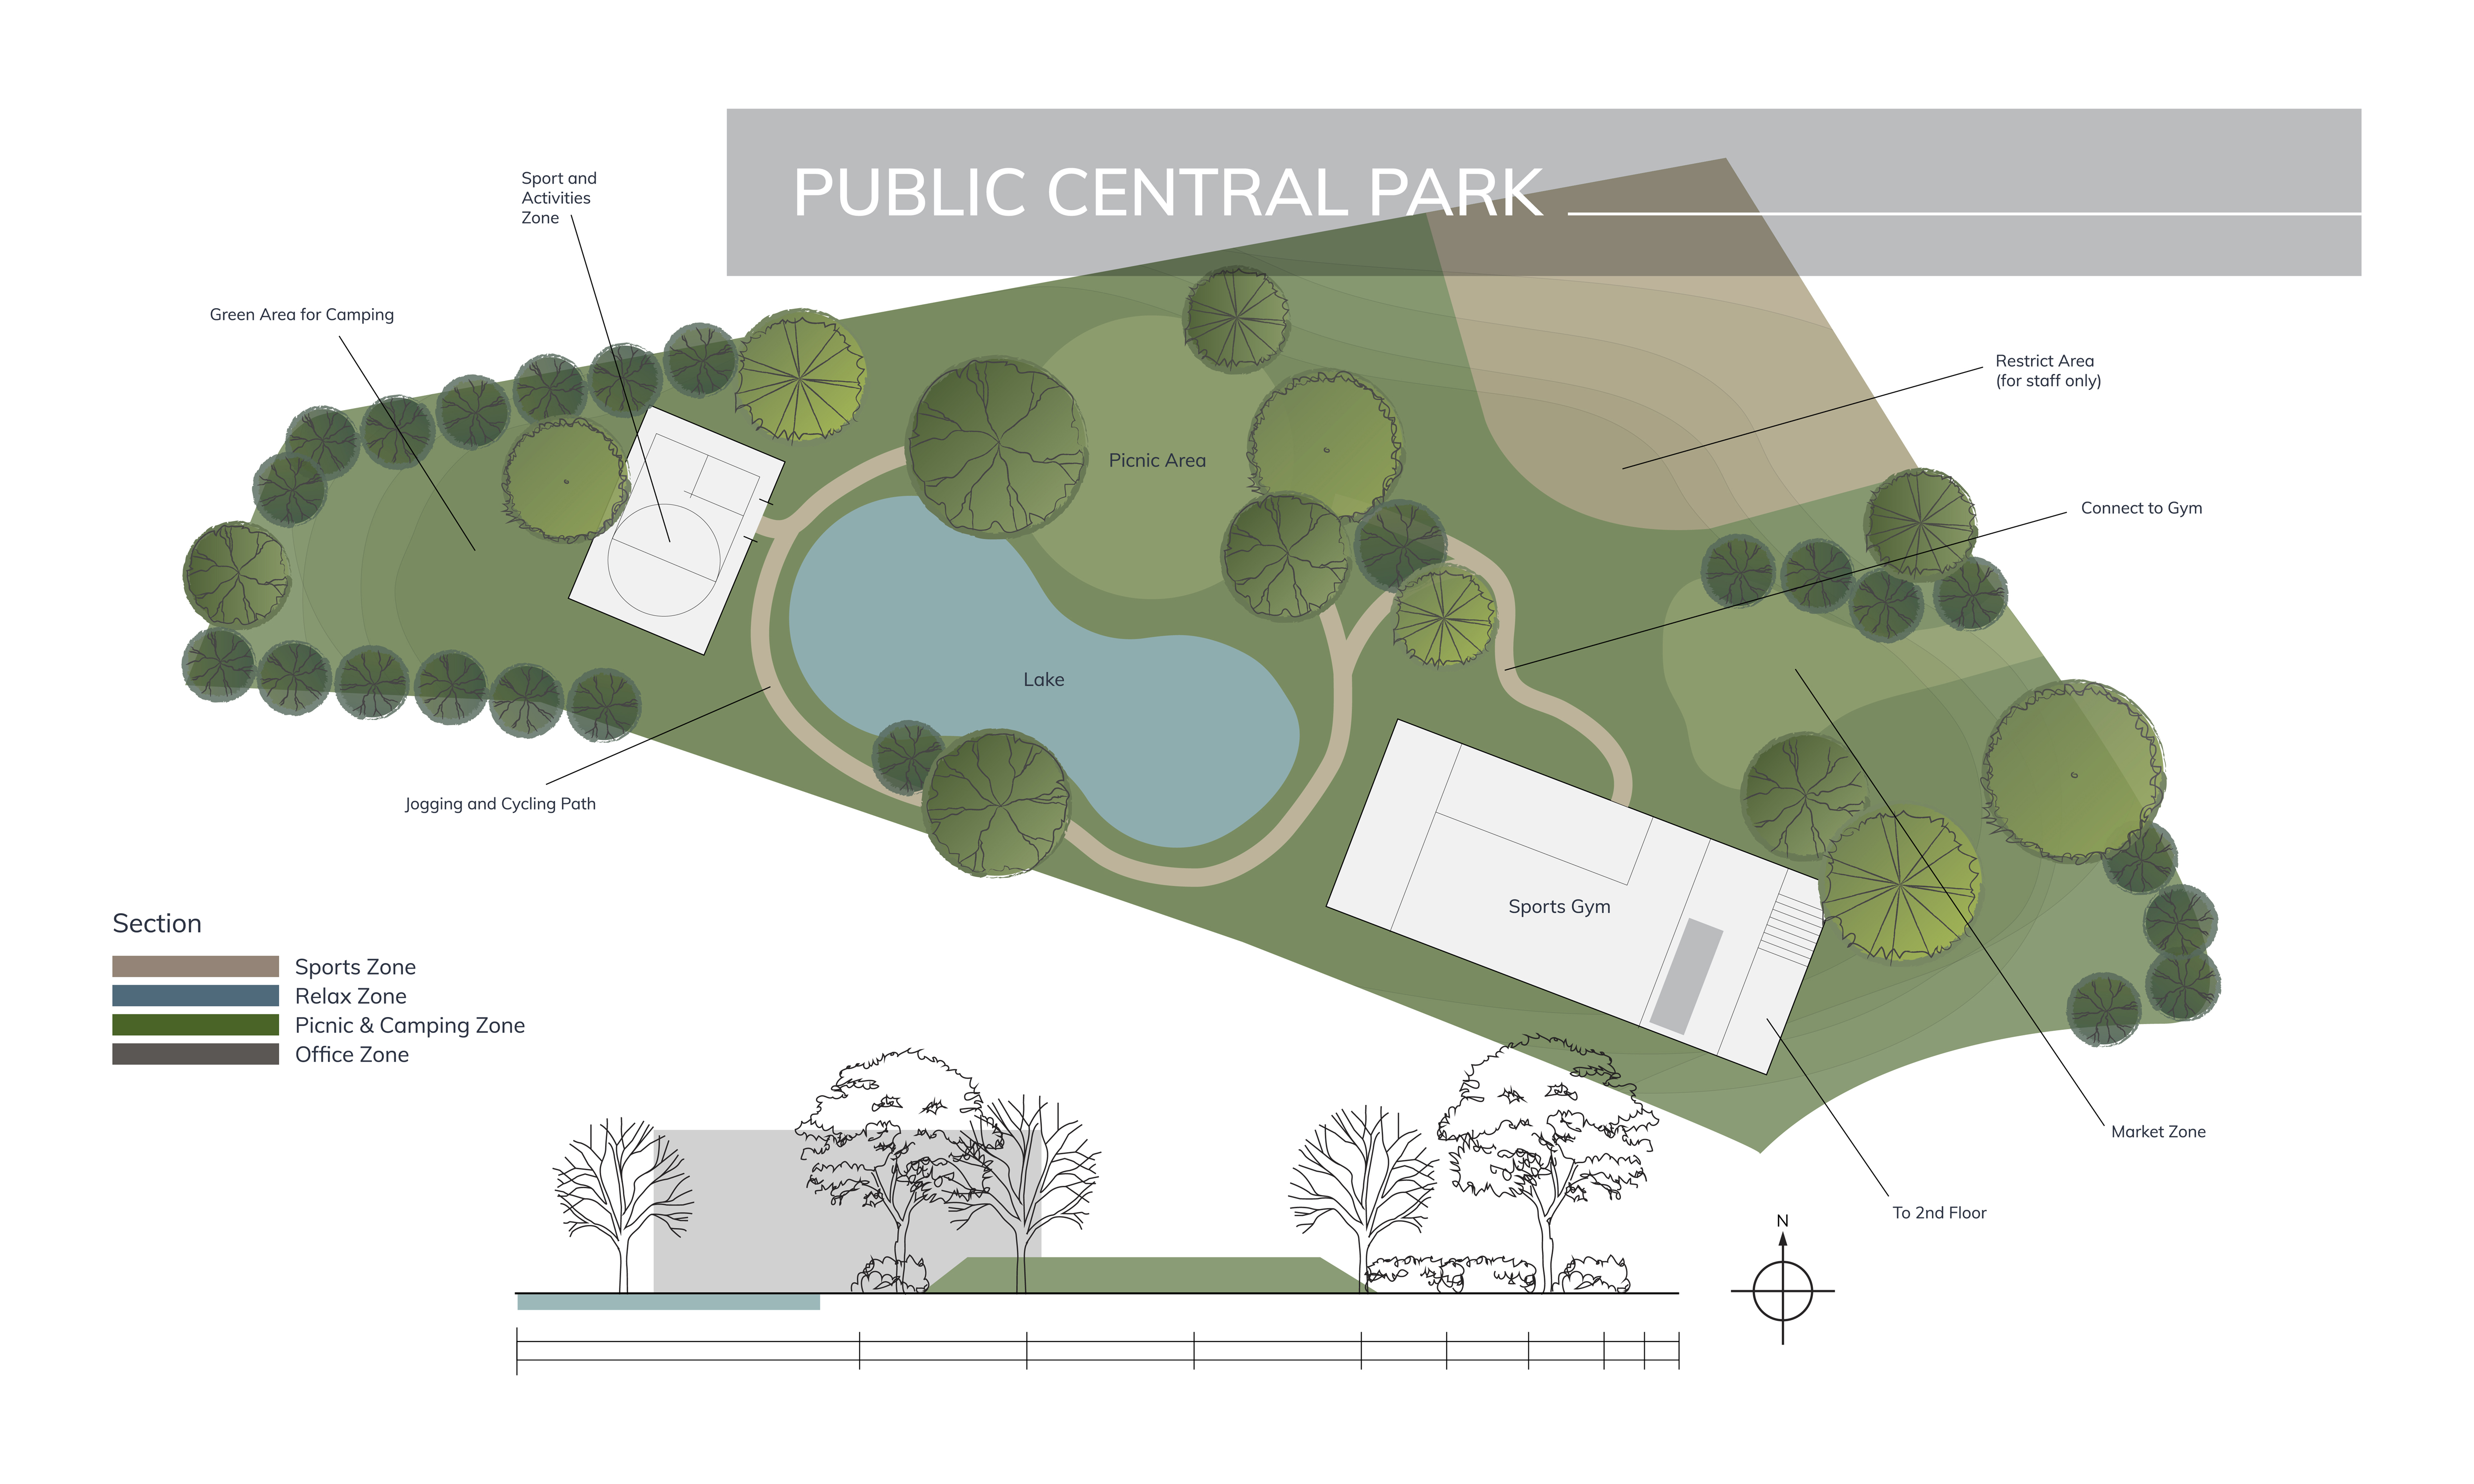 PUBLIC CENTRAL PARK
Sport and
Activities
Zone
Green Area for Camping
Restrict Area
(for staff only)
Picnic Area
Connect to Gym
Lake
Jogging and Cycling Path
Sports Gym
Section
Sports Zone
Relax Zone
Picnic & Camping Zone
Office Zone
Market Zone
To 2nd Floor
N